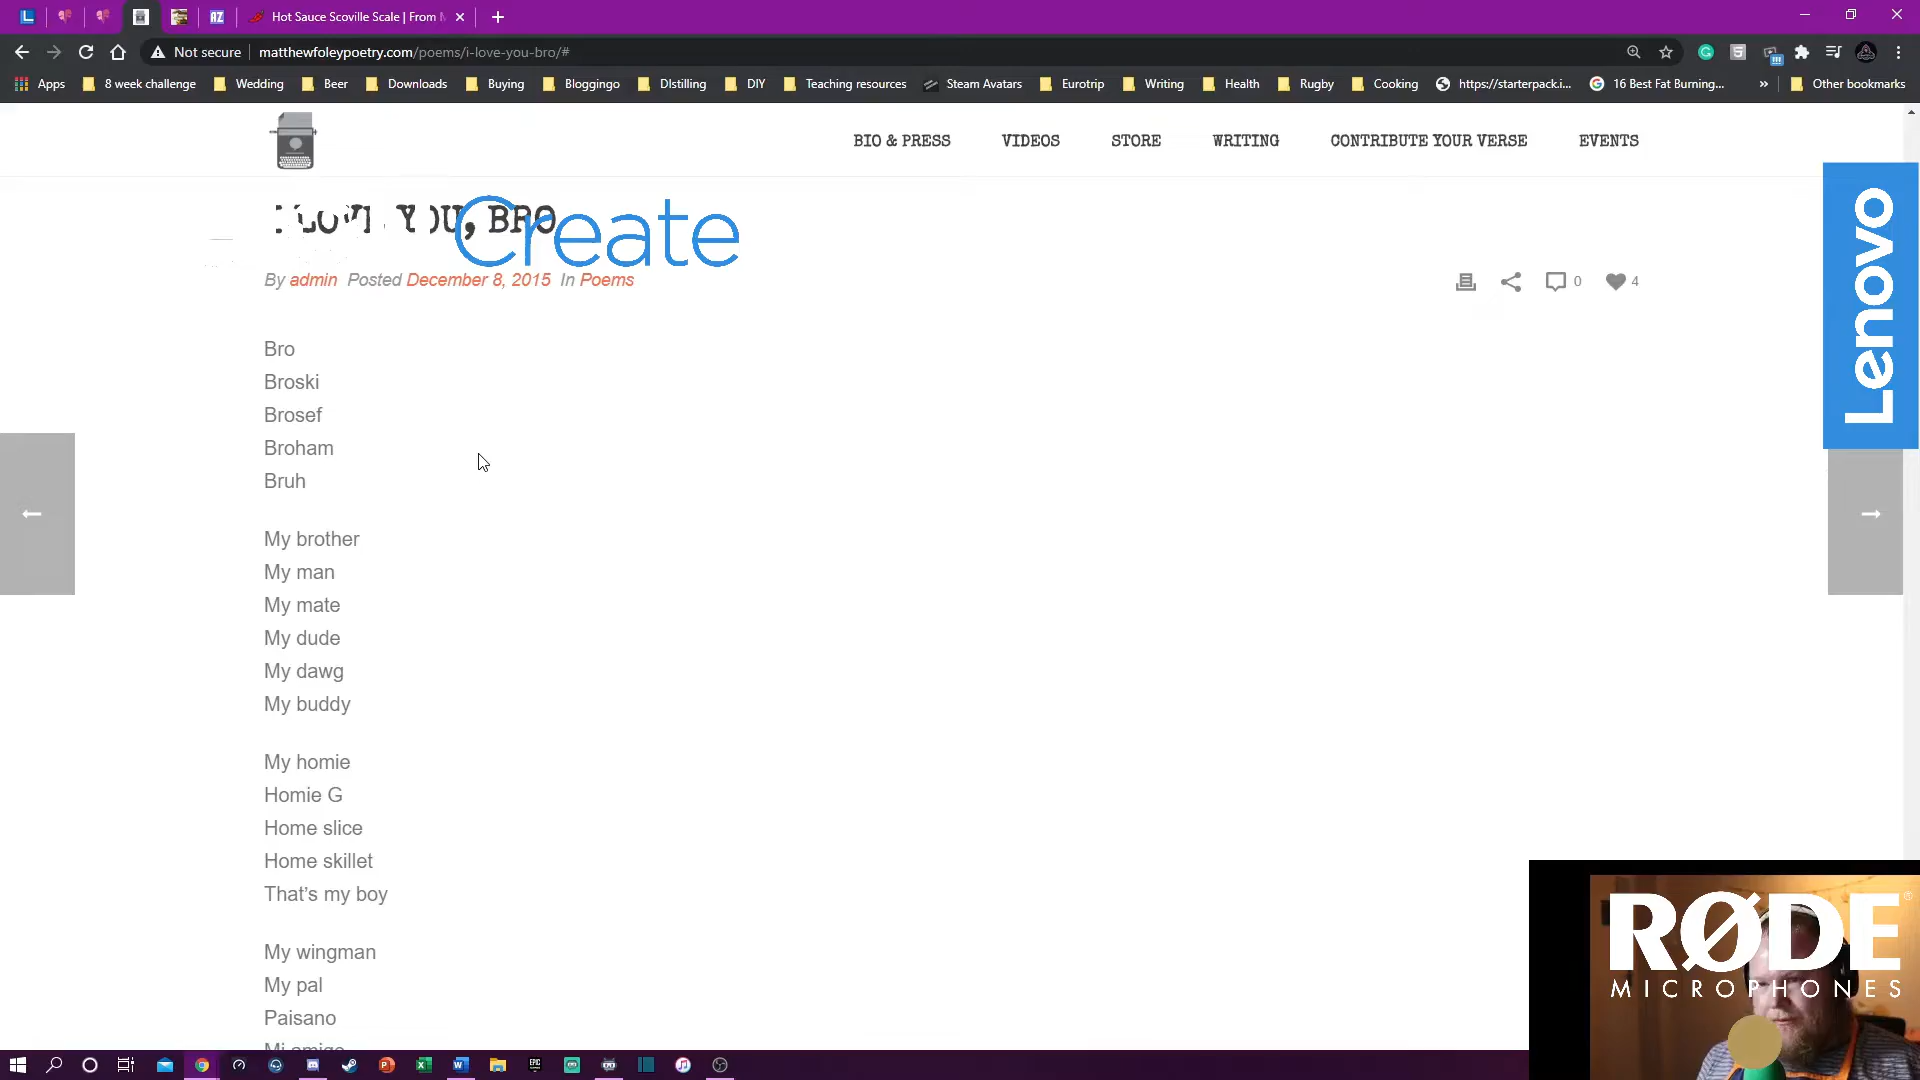 Hot Sauce Scoville Scale | From
Not secure
matthewfoleypoetry.com/poems/i-love-you-bro/#
Apps
8 week challenge
Wedding
Beer
Downloads
Buying
Bloggingo
DIstilling
DIY
Teaching resources
Steam Avatars
Eurotrip
Writing
Health
Rugby
Cooking
https://starterpack.i...
16 Best Fat Burning...
»
Other bookmarks
BIO & PRESS
VIDEOS
STORE
WRITING
CONTRIBUTE YOUR VERSE
EVENTS
I LOVE YOU, BRO
Create
By admin Posted December 8, 2015 In Poems
0
4
Lenovo
Bro
Broski
Brosef
Broham
Bruh
My brother
My man
My mate
My dude
My dawg
My buddy
My homie
Homie G
Home slice
Home skillet
That's my boy
My wingman
My pal
Paisano
Mi amigo
RØDE
MICROPHONES